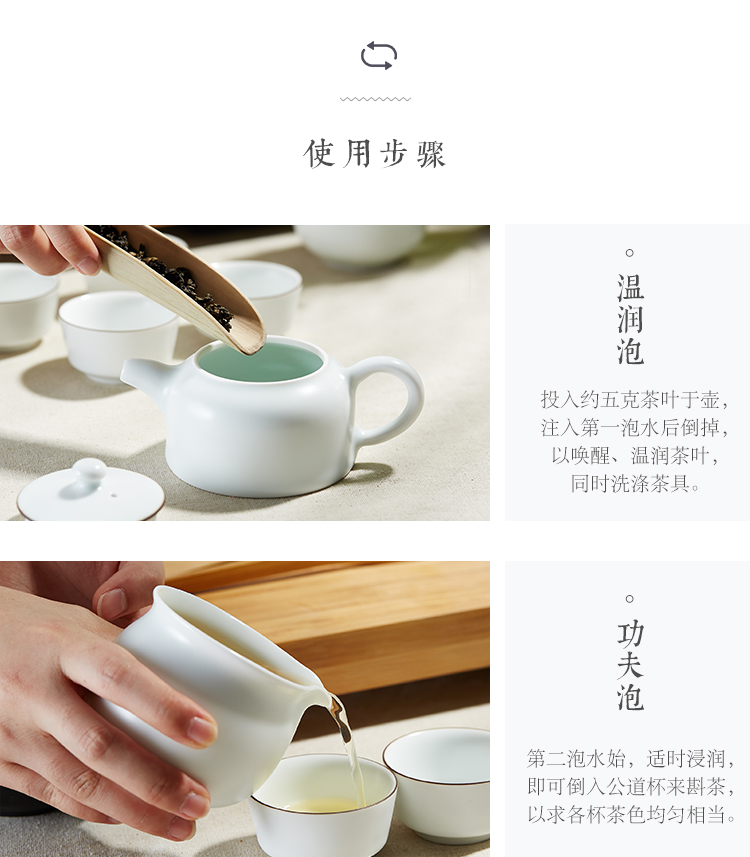 使用步骤
温润泡
投入约五克茶叶于壶，
注入第一泡水后倒掉，
以唤醒、温润茶叶，
同时洗涤茶具。
功夫泡
第二泡水始，适时浸润，
即可倒入公道杯来斟茶，
以求各杯茶色均匀相当。